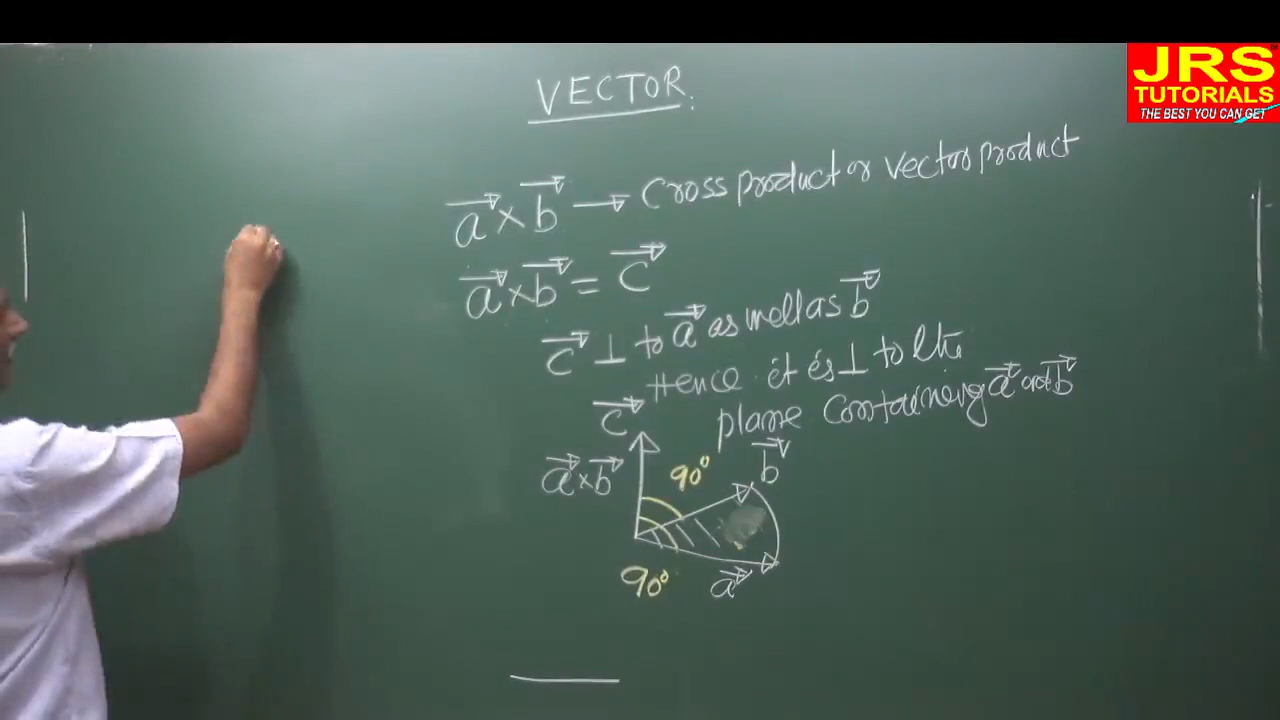 JRS
TUTORIALS
THE BEST YOU CAN GET
VECTOR
a⃗ × b⃗ → Cross product or vector product
a⃗ × b⃗ = c⃗
c⃗ ⊥ to a⃗ as well as b⃗
Hence it is ⊥ to the
plane containing a⃗ and b⃗
c⃗
a⃗ × b⃗
90°
b⃗
90°
a⃗